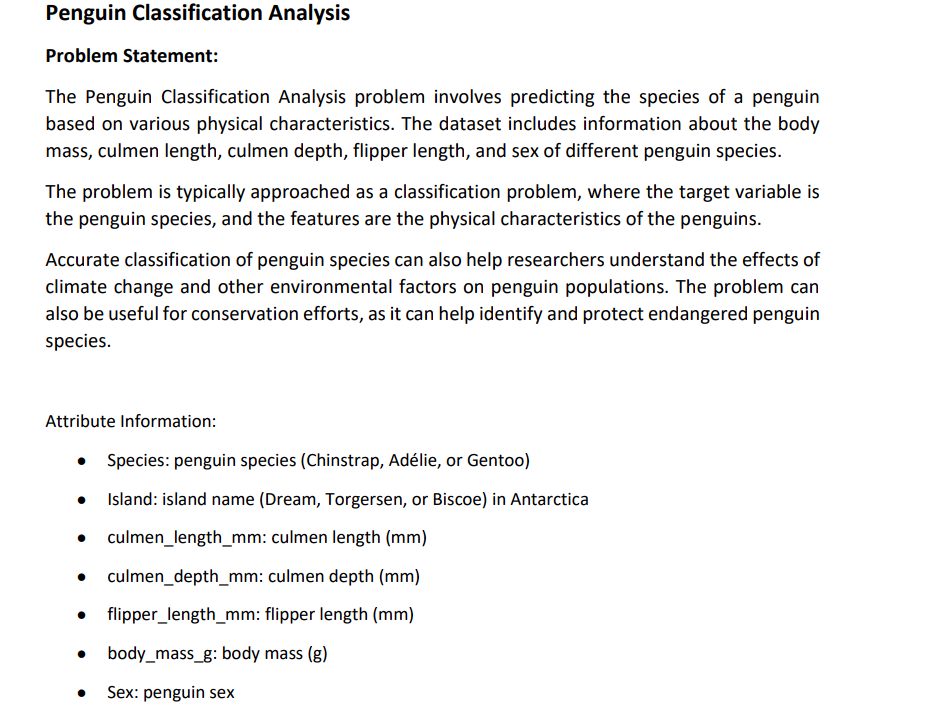 Penguin Classification Analysis
Problem Statement:
The Penguin Classification Analysis problem involves predicting the species of a penguin
based on various physical characteristics. The dataset includes information about the body
mass, culmen length, culmen depth, flipper length, and sex of different penguin species.
The problem is typically approached as a classification problem, where the target variable is
the penguin species, and the features are the physical characteristics of the penguins.
Accurate classification of penguin species can also help researchers understand the effects of
climate change and other environmental factors on penguin populations. The problem can
also be useful for conservation efforts, as it can help identify and protect endangered penguin
species.
Attribute Information:
● Species: penguin species (Chinstrap, Adélie, or Gentoo)
● Island: island name (Dream, Torgersen, or Biscoe) in Antarctica
● culmen_length_mm: culmen length (mm)
● culmen_depth_mm: culmen depth (mm)
● flipper_length_mm: flipper length (mm)
● body_mass_g: body mass (g)
● Sex: penguin sex